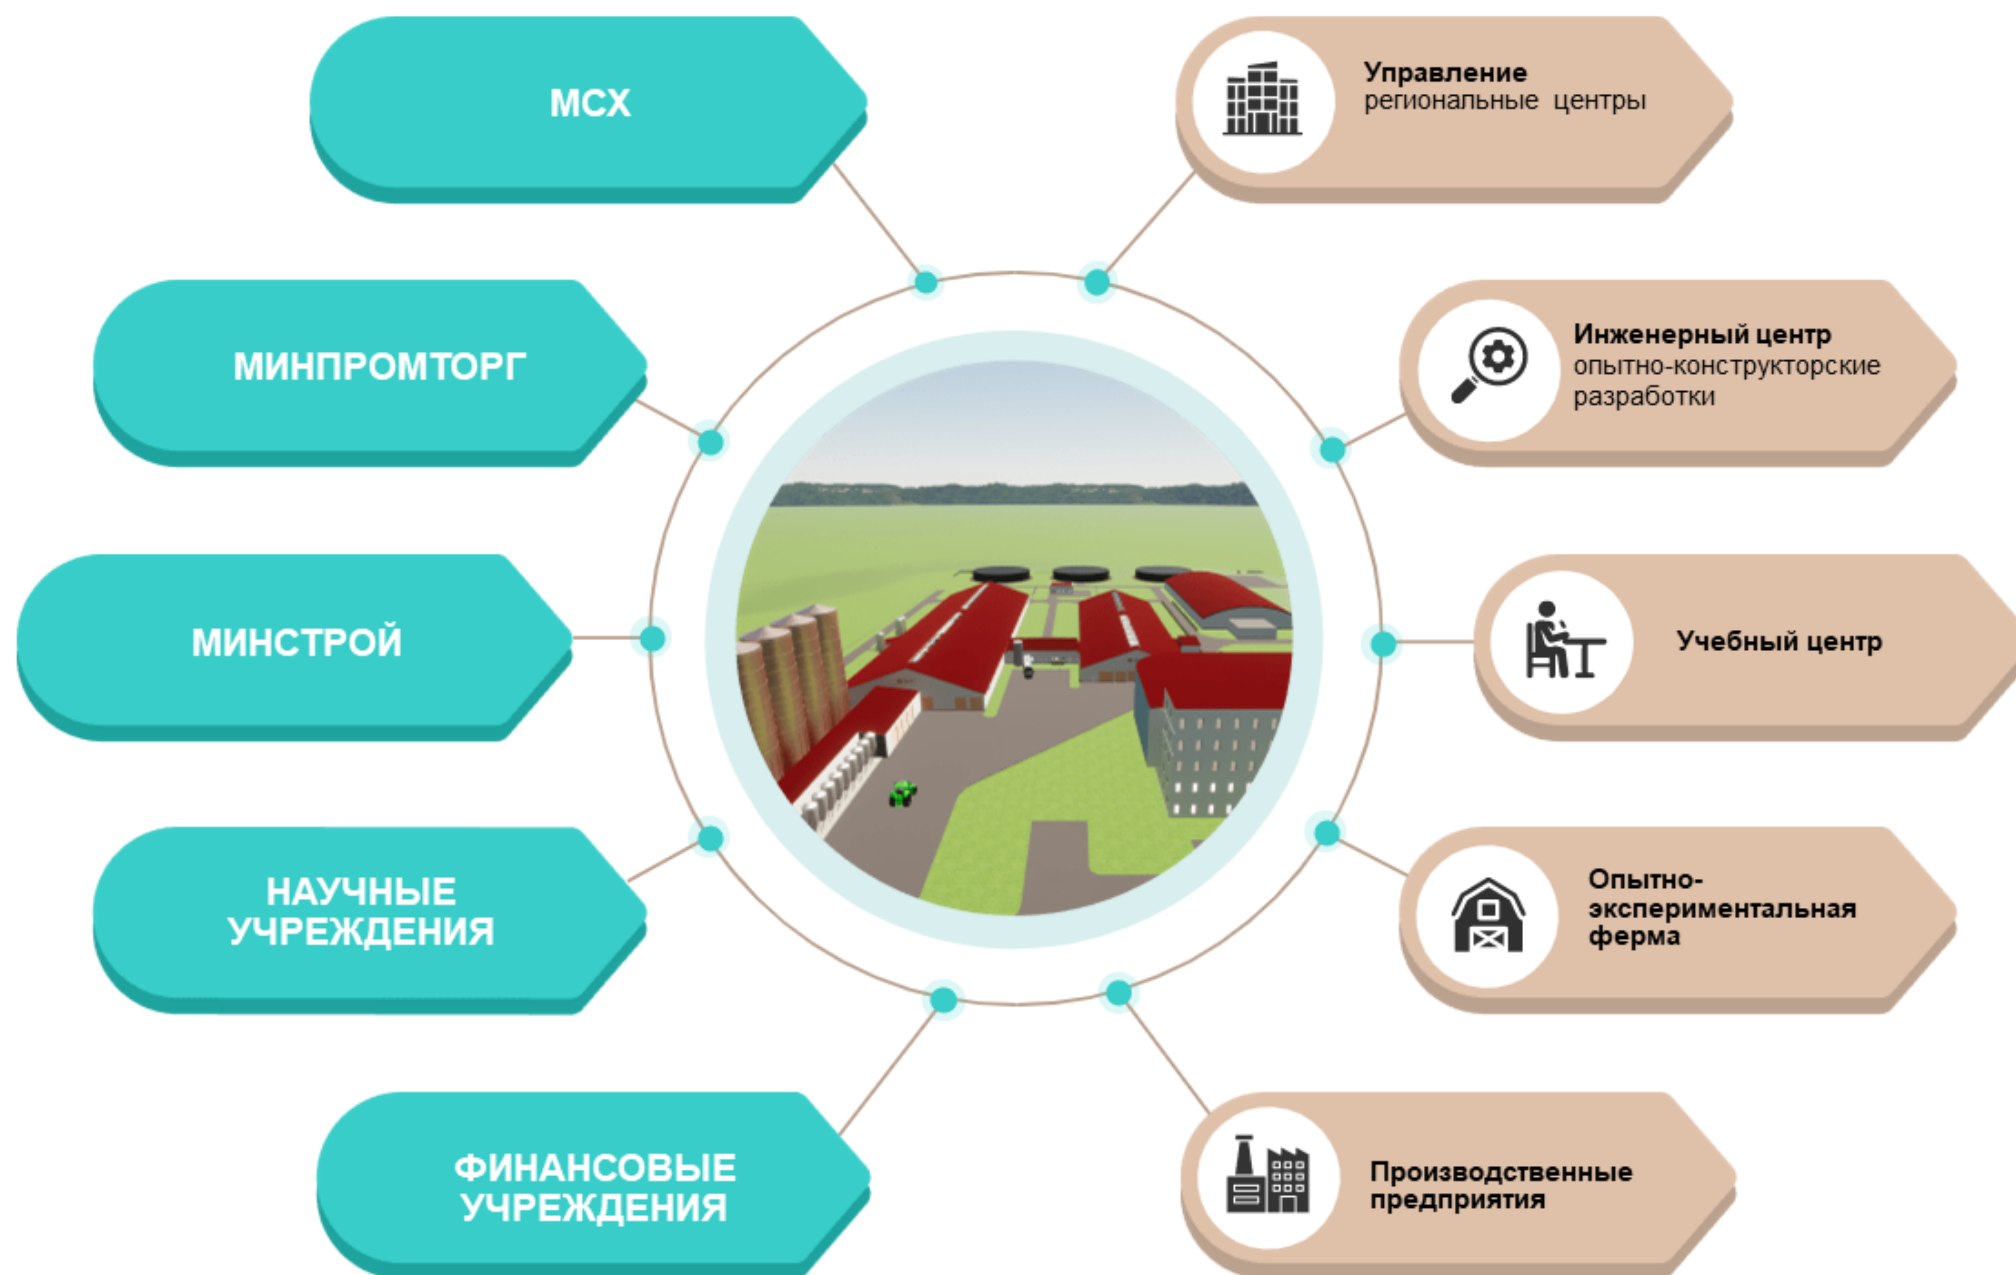 МСХ
МИНПРОМТОРГ
МИНСТРОЙ
НАУЧНЫЕ
УЧРЕЖДЕНИЯ
ФИНАНСОВЫЕ
УЧРЕЖДЕНИЯ
Управление
региональные центры
Инженерный центр
опытно-конструкторские
разработки
Учебный центр
Опытно-
экспериментальная
ферма
Производственные
предприятия